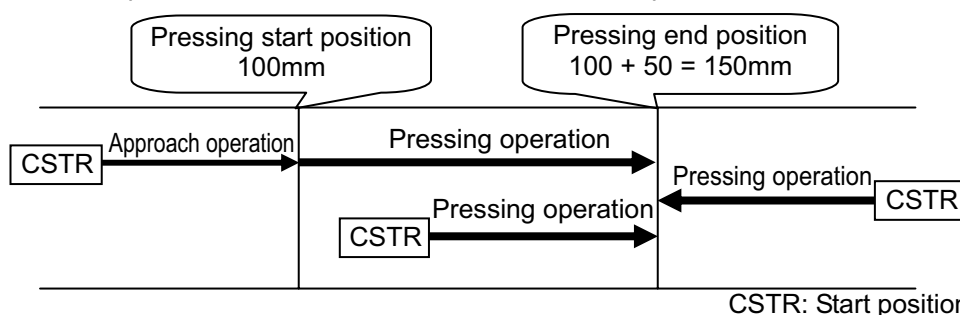 Pressing start position
100mm
Pressing end position
100 + 50 = 150mm
CSTR
Approach operation
Pressing operation
Pressing operation
CSTR
CSTR
Pressing operation
CSTR: Start position